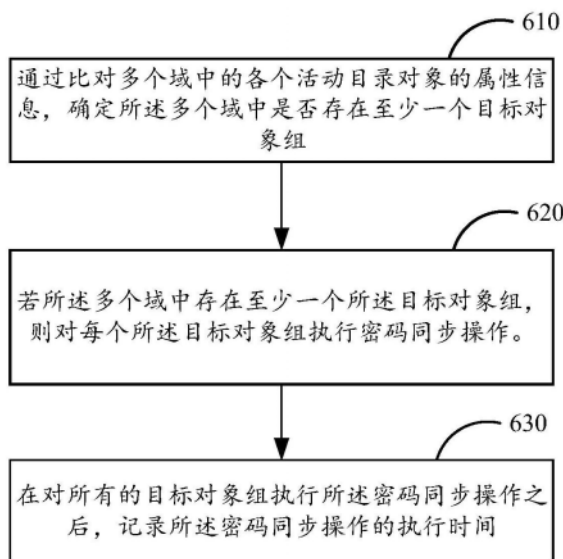 610
通过比对多个域中的各个活动目录对象的属性信
息，确定所述多个域中是否存在至少一个目标对
象组
620
若所述多个域中存在至少一个所述目标对象组，
则对每个所述目标对象组执行密码同步操作。
630
在对所有的目标对象组执行所述密码同步操作之
后，记录所述密码同步操作的执行时间